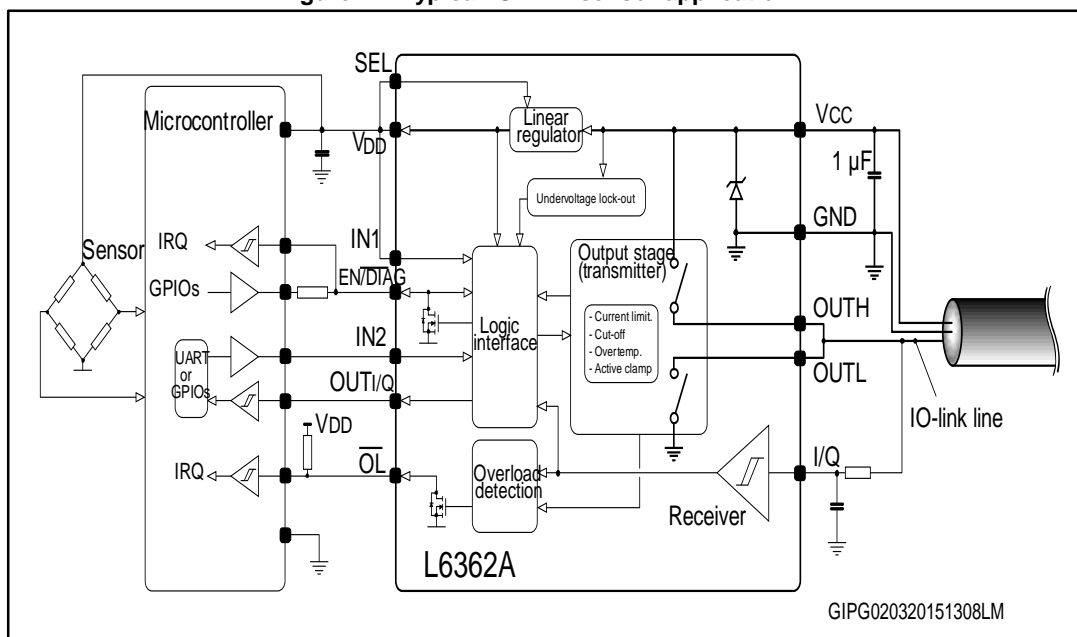 SEL
Microcontroller
Linear
regulator
VCC
VDD
1 µF
Undervoltage lock-out
GND
IN1
IRQ
Sensor
Output stage
(transmitter)
EN/DIAG
GPIOs
- Current limit.
- Cut-off
- Overtemp.
- Active clamp
OUTH
Logic
interface
IN2
UART
or
GPIOs
OUTI/Q
OUTL
IO-link line
VDD
OL
I/Q
IRQ
Overload
detection
Receiver
L6362A
GIPG020320151308LM